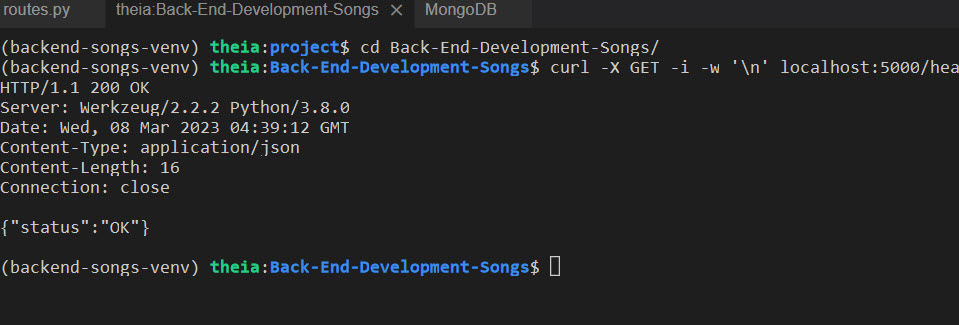 routes.py theia:Back-End-Development-Songs × MongoDB
(backend-songs-venv) theia:project$ cd Back-End-Development-Songs/
(backend-songs-venv) theia:Back-End-Development-Songs$ curl -X GET -i -w '\n' localhost:5000/hea
HTTP/1.1 200 OK
Server: Werkzeug/2.2.2 Python/3.8.0
Date: Wed, 08 Mar 2023 04:39:12 GMT
Content-Type: application/json
Content-Length: 16
Connection: close
{"status":"OK"}
(backend-songs-venv) theia:Back-End-Development-Songs$